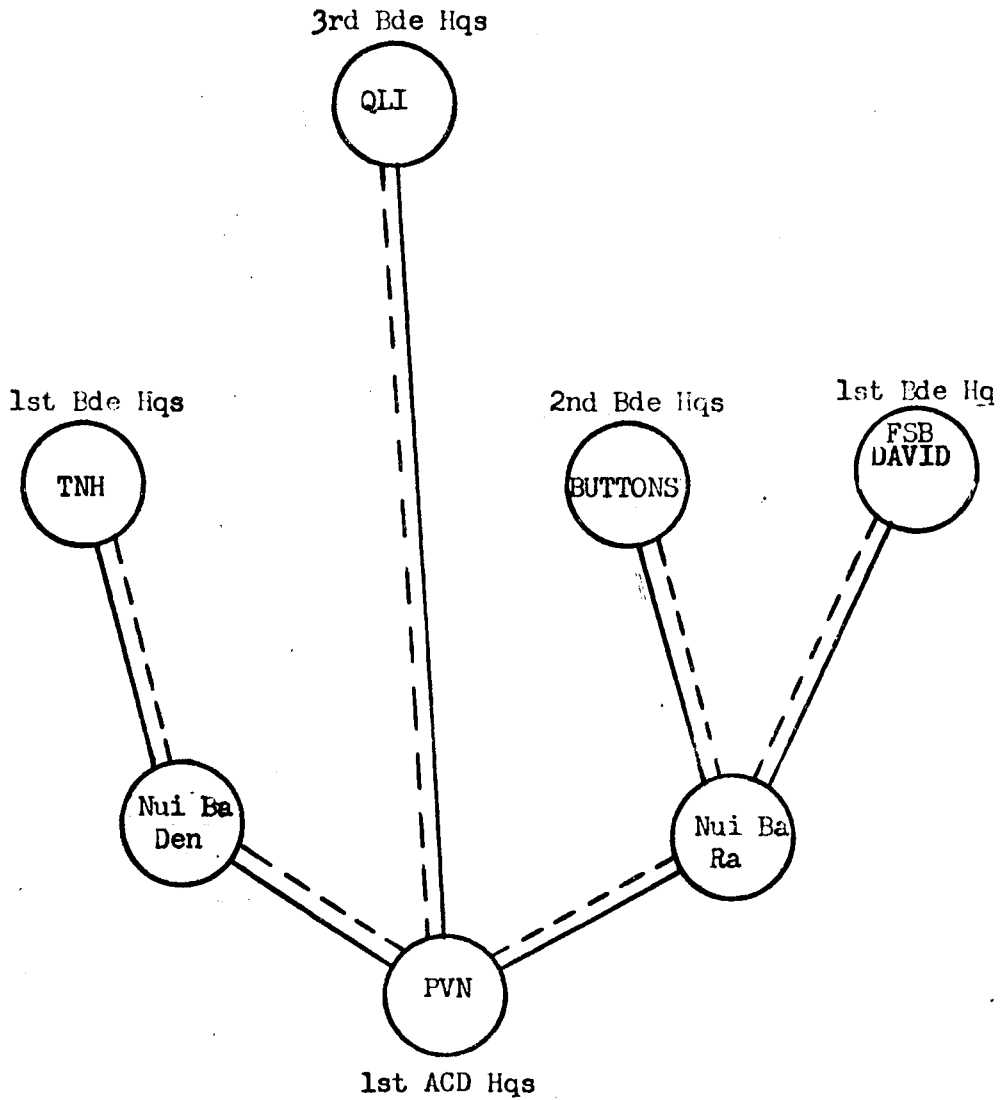 3rd Bde Hqs
QLI
1st Bde Hqs
TNH
2nd Bde Hqs
BUTTONS
1st Bde Hq
FSB
DAVID
Nui Ba
Den
Nui Ba
Ra
PVN
1st ACD Hqs